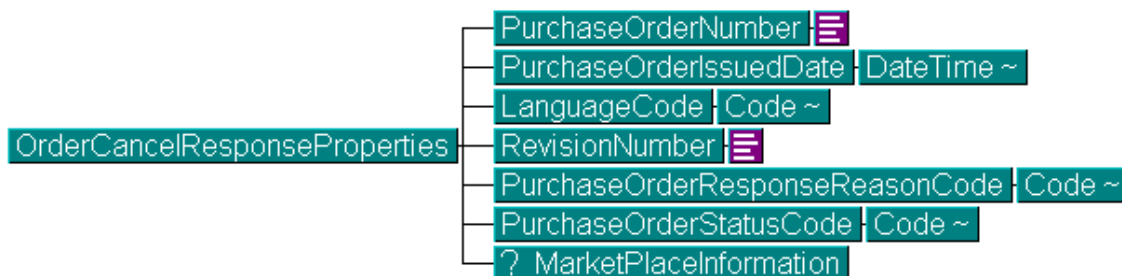 PurchaseOrderNumber
PurchaseOrderIssuedDate DateTime ~
LanguageCode Code ~
OrderCancelResponseProperties RevisionNumber
PurchaseOrderResponseReasonCode Code ~
PurchaseOrderStatusCode Code ~
? MarketPlaceInformation